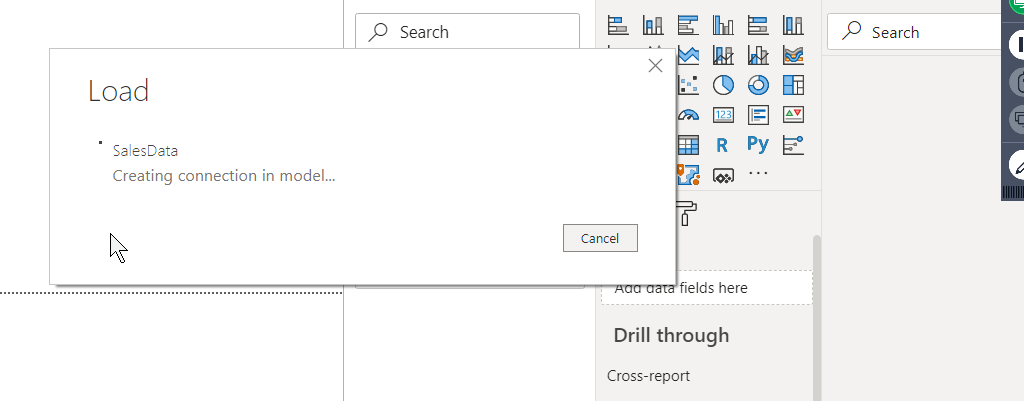 Search
Search
Load
SalesData
Creating connection in model...
Cancel
123
R
Py
...
Add data fields here
Drill through
Cross-report